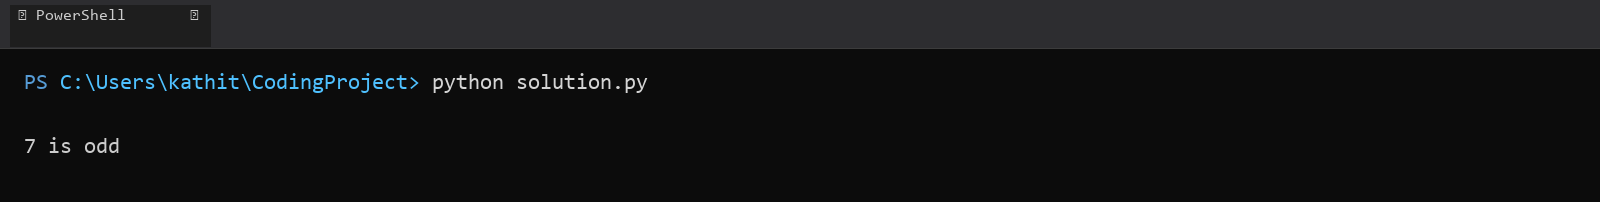 PowerShell
PS C:\Users\kathit\CodingProject> python solution.py
7 is odd